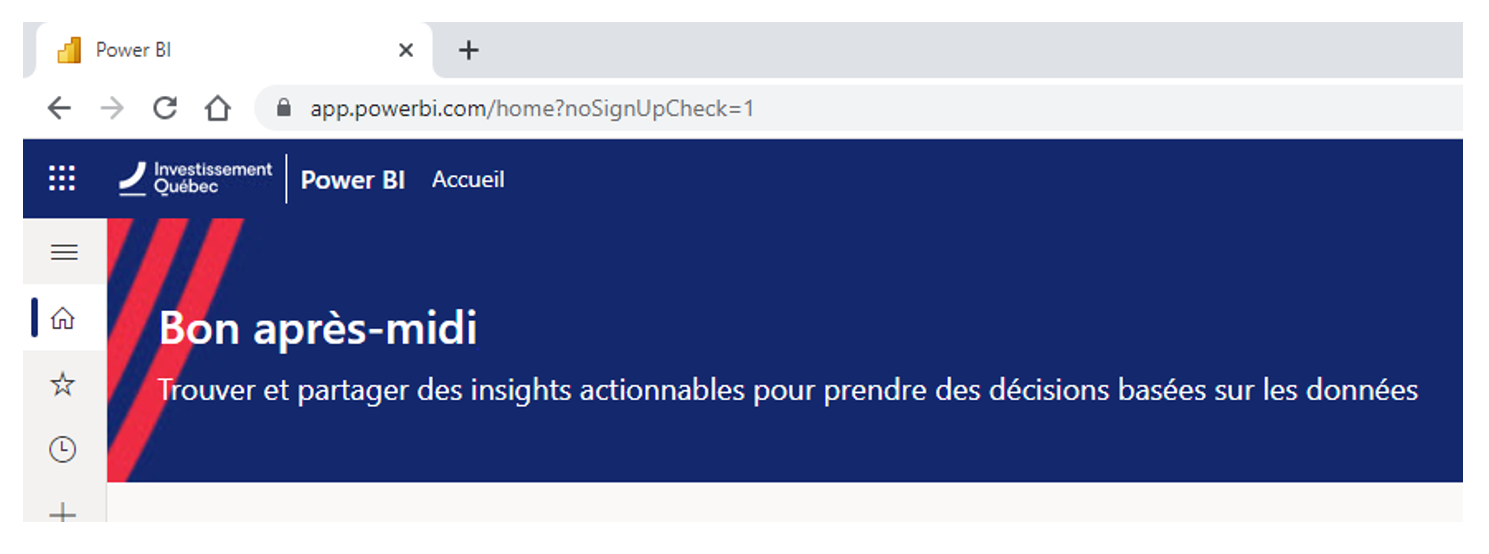 Power BI
app.powerbi.com/home?noSignUpCheck=1
Investissement
Québec
Power BI Accueil
Bon après-midi
Trouver et partager des insights actionnables pour prendre des décisions basées sur les données